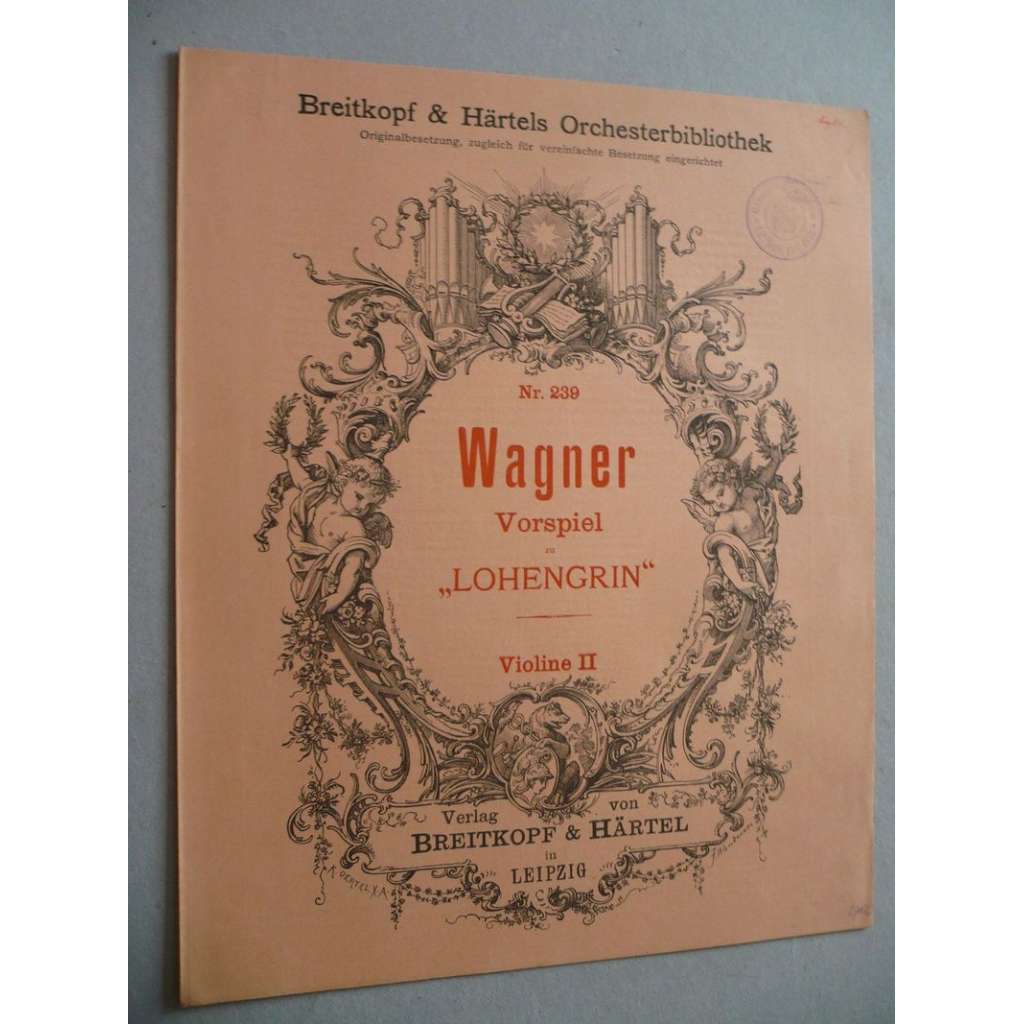 Breitkopf & Härtels Orchesterbibliothek
Originalbesetzung, zugleich für vereinfachte Besetzung eingerichtet
Nr. 239
Wagner
Vorspiel
zu
„LOHENGRIN“
Violine II
Verlag von
BREITKOPF & HÄRTEL
in
LEIPZIG
OERTEL X.A.